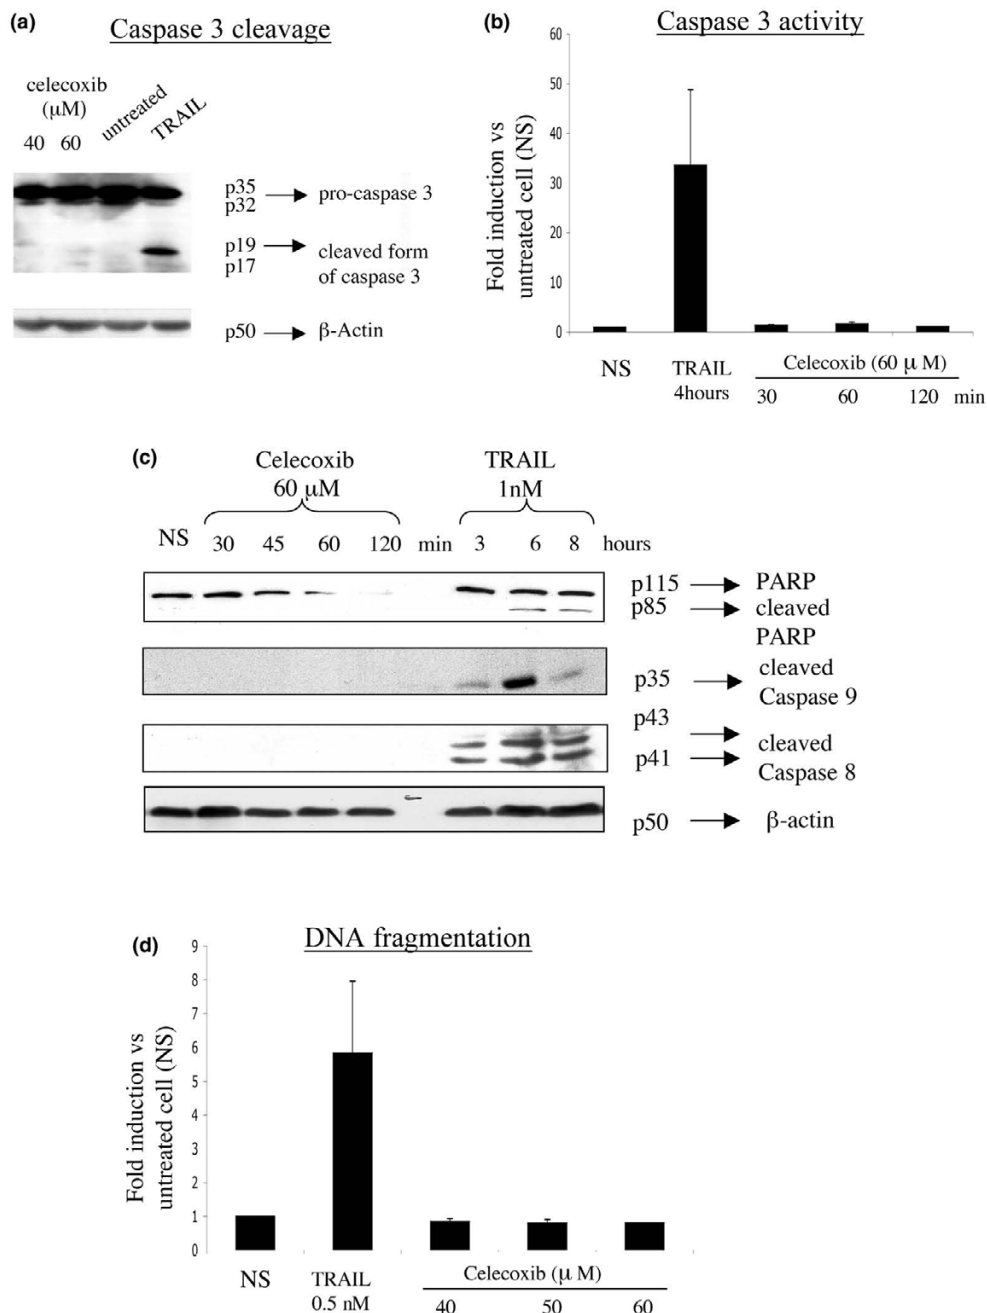 (a)
Caspase 3 cleavage
celecoxib
(µM)
untreated
TRAIL
40 60
p35
p32
pro-caspase 3
p19
p17
cleaved form
of caspase 3
p50
β-Actin
(b)
Caspase 3 activity
Fold induction vs
untreated cell (NS)
60
50
40
30
20
10
0
NS
TRAIL
4hours
Celecoxib (60 µ M)
30 60 120 min
(c)
Celecoxib
60 µM
TRAIL
1nM
NS 30 45 60 120 min 3 6 8 hours
p115
PARP
p85
cleaved
PARP
p35
cleaved
Caspase 9
p43
p41
cleaved
Caspase 8
p50
β-actin
(d)
DNA fragmentation
Fold induction vs
untreated cell (NS)
9
8
7
6
5
4
3
2
1
0
NS
TRAIL
0.5 nM
Celecoxib (µ M)
40 50 60